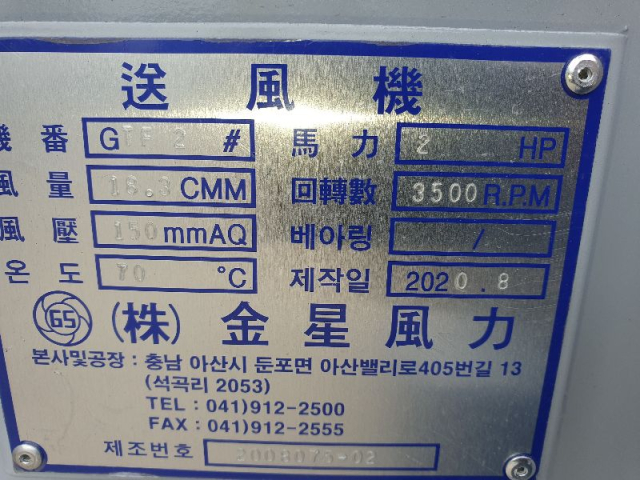 送風機
機番 GTF 2 # 馬力 2 HP
風量 18.3 CMM 回轉數 3500 R.P.M
風壓 150 mmAQ 베아링 /
온도 70 °C 제작일 2020.8
GS (株) 金星風力
본사및공장 : 충남 아산시 둔포면 아산밸리로405번길 13
(석곡리 2053)
TEL : 041)912-2500
FAX : 041)912-2555
제조번호 2008073-02